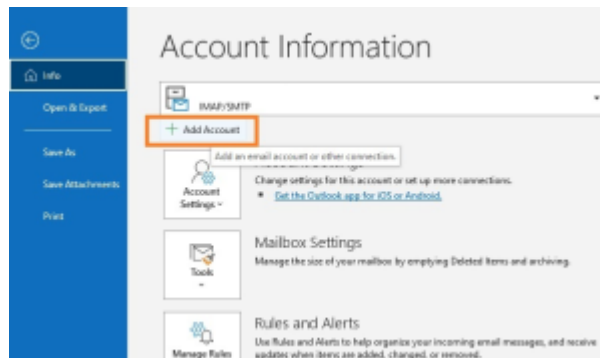 Account Information
Info
IMAP/SMTP
Open & Export
Add Account
Add an email account or other connection.
Save As
Change settings for this account or set up more connections.
Account
Settings
Get the Outlook app for iOS or Android.
Save Attachments
Print
Mailbox Settings
Manage the size of your mailbox by emptying Deleted Items and archiving.
Tools
Rules and Alerts
Use Rules and Alerts to help organize your incoming email messages, and receive
Manage Rules
updates when items are added, changed, or removed.